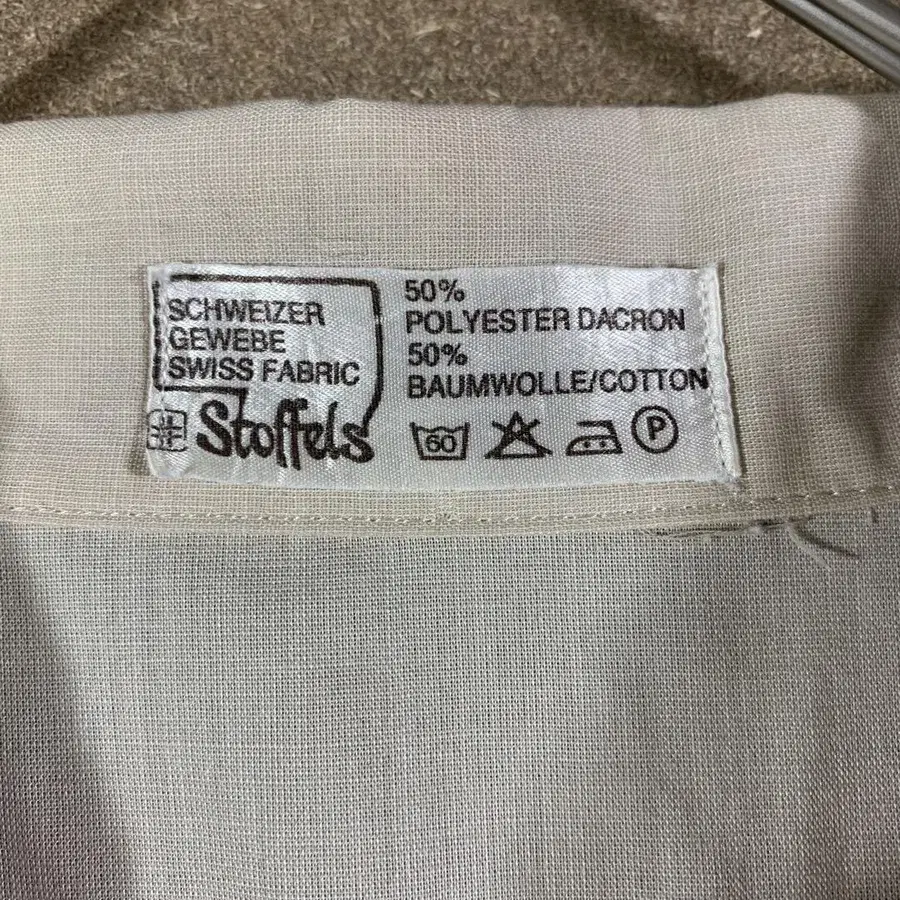 SCHWEIZER
GEWEBE
SWISS FABRIC
Stoffels
50%
POLYESTER DACRON
50%
BAUMWOLLE/COTTON
60
P